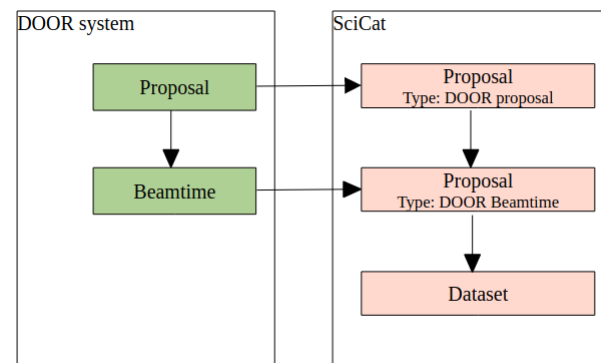 DOOR system
Proposal
Beamtime
SciCat
Proposal
Type: DOOR proposal
Proposal
Type: DOOR Beamtime
Dataset